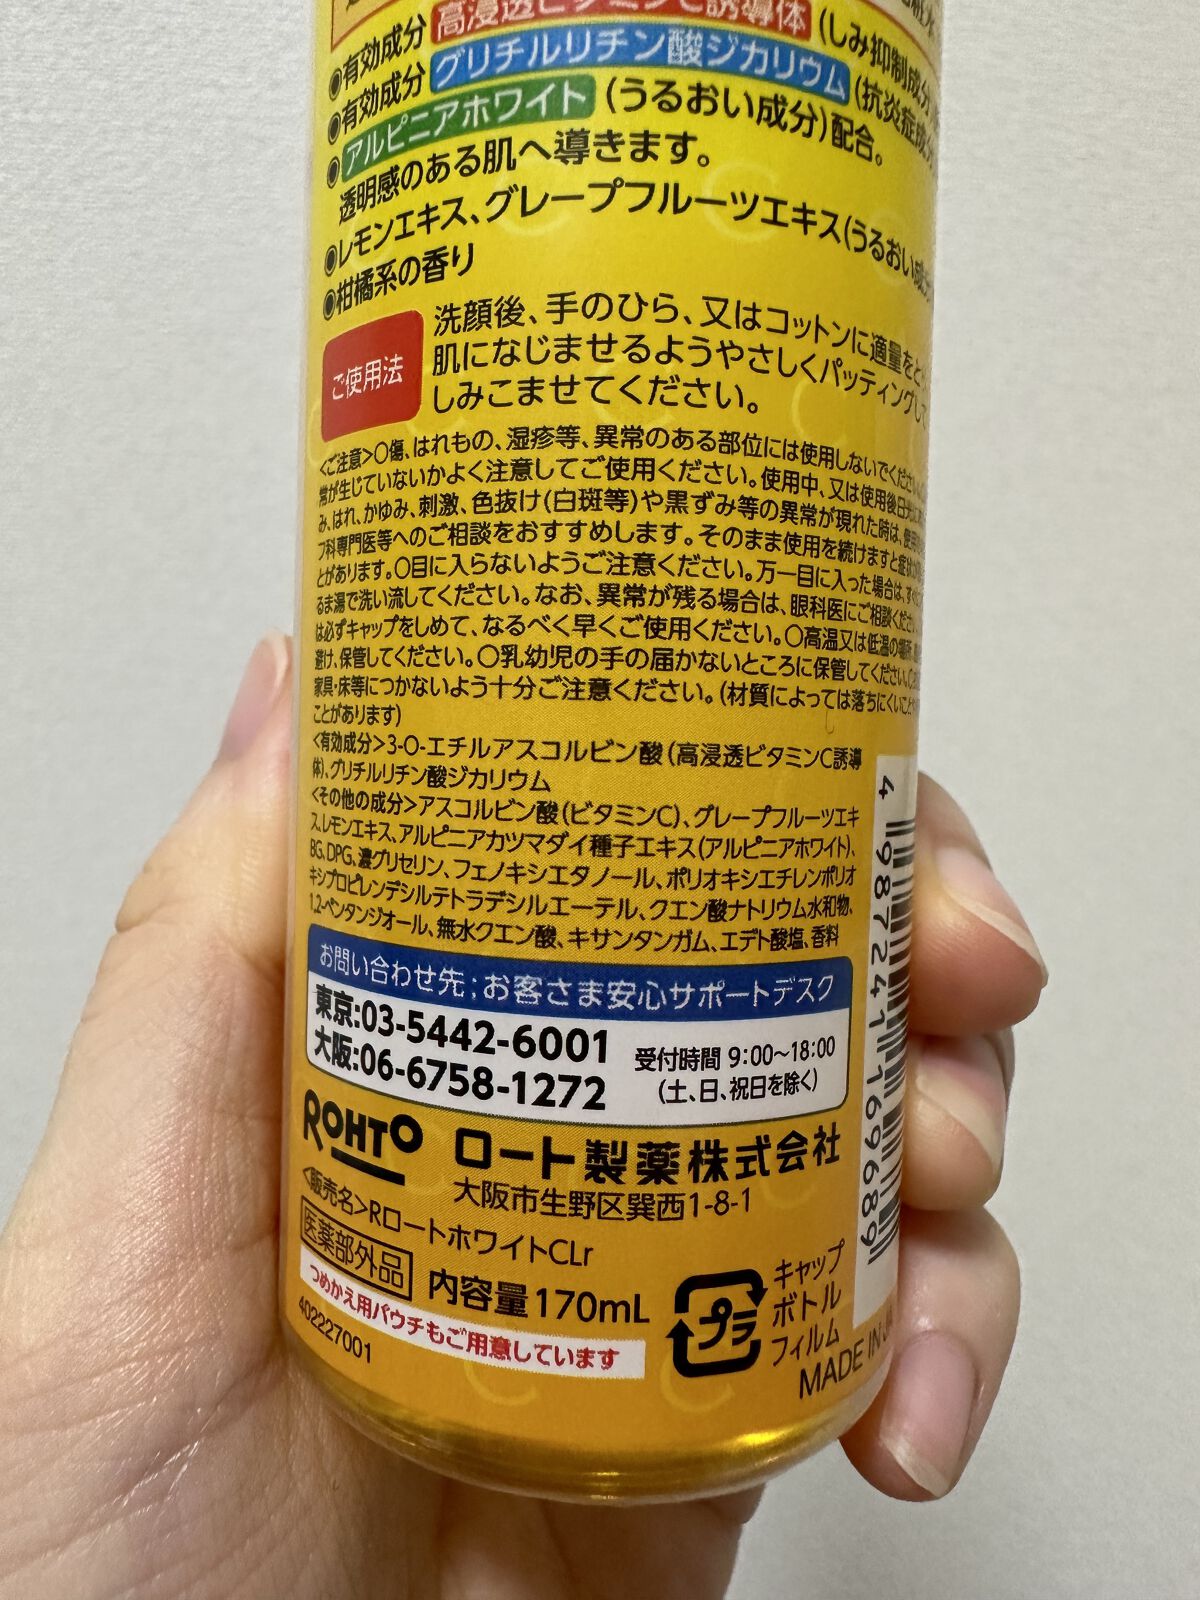 ●有効成分 高浸透ビタミンC誘導体 (しみ抑制成分
●有効成分 グリチルリチン酸ジカリウム (抗炎症成分
●アルピニアホワイト (うるおい成分)配合。
透明感のある肌へ導きます。
●レモンエキス、グレープフルーツエキス(うるおい成分
●柑橘系の香り
ご使用法
洗顔後、手のひら、又はコットンに適量をとり
肌になじませるようやさしくパッティングして
しみこませてください。
<ご注意>○傷、はれもの、湿疹等、異常のある部位には使用しないでください。
常が生じていないかよく注意してご使用ください。使用中、又は使用後日光に
み、はれ、かゆみ、刺激、色抜け(白斑等)や黒ずみ等の異常が現れた時は、使用
フ科専門医等へのご相談をおすすめします。そのまま使用を続けますと症状
とがあります。○目に入らないようご注意ください。万一目に入った場合は、すぐに
るま湯で洗い流してください。なお、異常が残る場合は、眼科医にご相談ください
は必ずキャップをしめて、なるべく早くご使用ください。○高温又は低温の場所
避け、保管してください。○乳幼児の手の届かないところに保管してください。
家具・床等につかないよう十分ご注意ください。(材質によっては落ちにくいこと
ことがあります)
<有効成分>3-O-エチルアスコルビン酸(高浸透ビタミンC誘導
体)、グリチルリチン酸ジカリウム
<その他の成分>アスコルビン酸(ビタミンC)、グレープフルーツエキ
ス、レモンエキス、アルピニアカツマダイ種子エキス(アルピニアホワイト)、
BG、DPG、濃グリセリン、フェノキシエタノール、ポリオキシエチレンポリオ
キシプロピレンデシルテトラデシルエーテル、クエン酸ナトリウム水和物、
1,2-ペンタンジオール、無水クエン酸、キサンタンガム、エデト酸塩、香料
お問い合わせ先;お客さま安心サポートデスク
東京:03-5442-6001
大阪:06-6758-1272
受付時間 9:00〜18:00
(土、日、祝日を除く)
ROHTO ロート製薬株式会社
大阪市生野区巽西1-8-1
<販売名>RロートホワイトCLr
医薬部外品 内容量170mL
つめかえ用パウチもご用意しています
402227001
プラ
キャップ
ボトル
フィルム
MADE IN JA
4 987241 169689